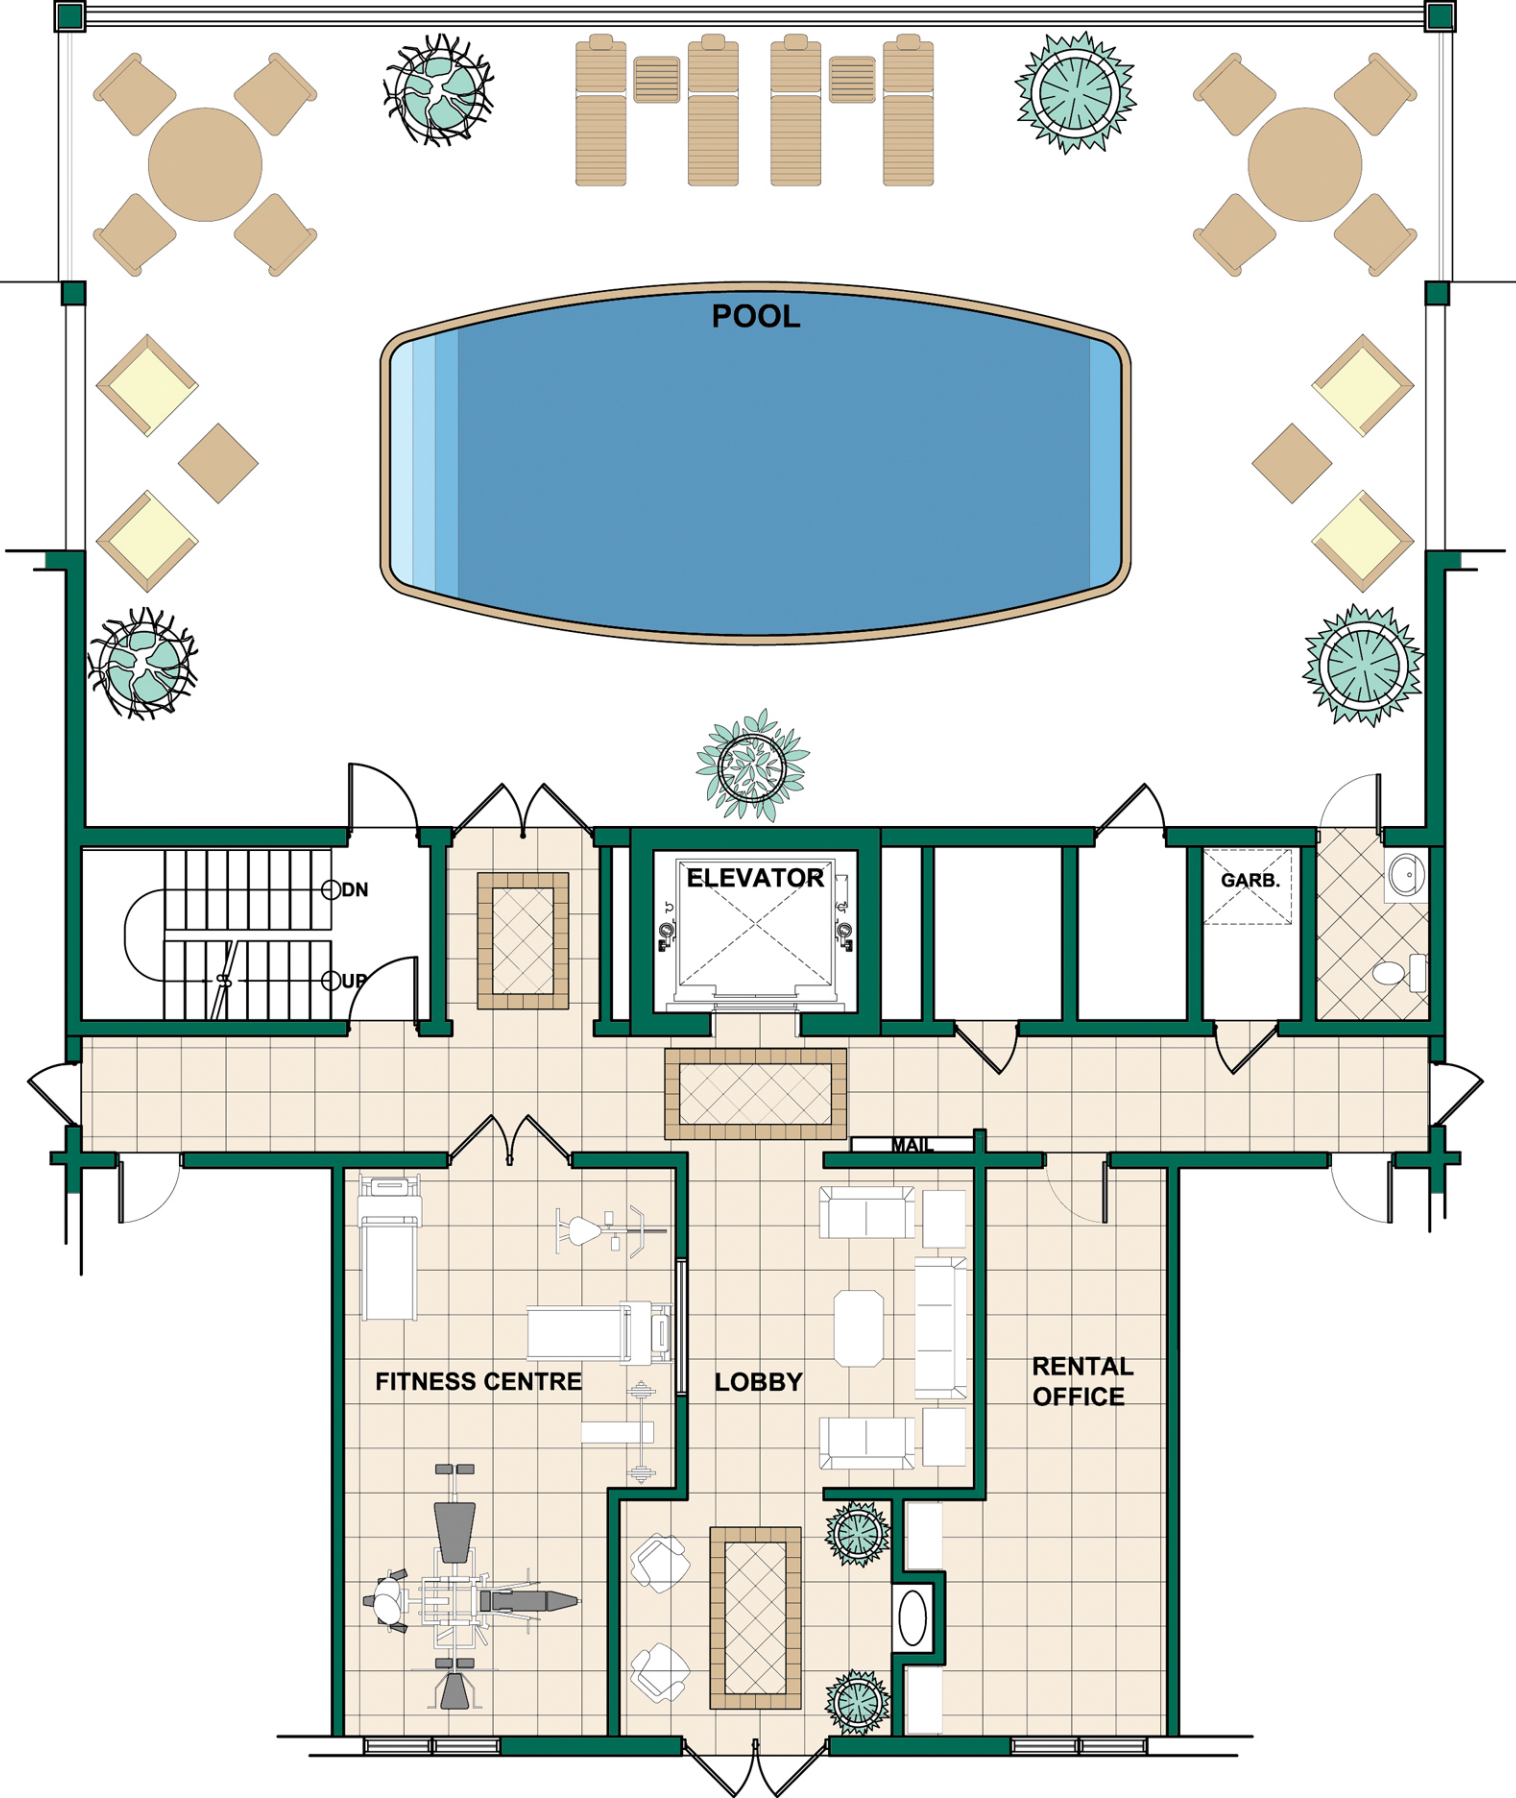 POOL
ELEVATOR
DN
GARB.
UP
MAIL
FITNESS CENTRE
LOBBY
RENTAL
OFFICE